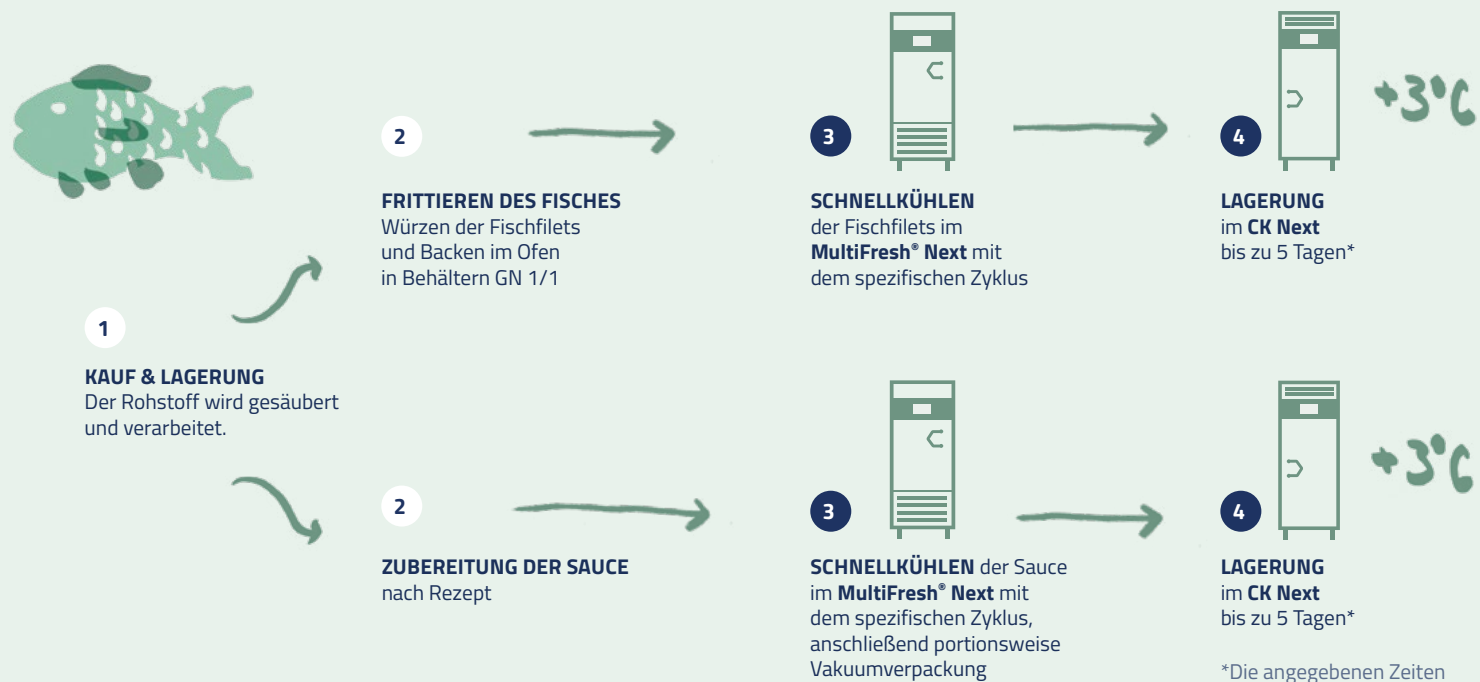 1
KAUF & LAGERUNG
Der Rohstoff wird gesäubert
und verarbeitet.
2
FRITTIEREN DES FISCHES
Würzen der Fischfilets
und Backen im Ofen
in Behältern GN 1/1
3
SCHNELLKÜHLEN
der Fischfilets im
MultiFresh® Next mit
dem spezifischen Zyklus
4
+3°C
LAGERUNG
im CK Next
bis zu 5 Tagen*
2
ZUBEREITUNG DER SAUCE
nach Rezept
3
SCHNELLKÜHLEN der Sauce
im MultiFresh® Next mit
dem spezifischen Zyklus,
anschließend portionsweise
Vakuumverpackung
4
+3°C
LAGERUNG
im CK Next
bis zu 5 Tagen*
*Die angegebenen Zeiten